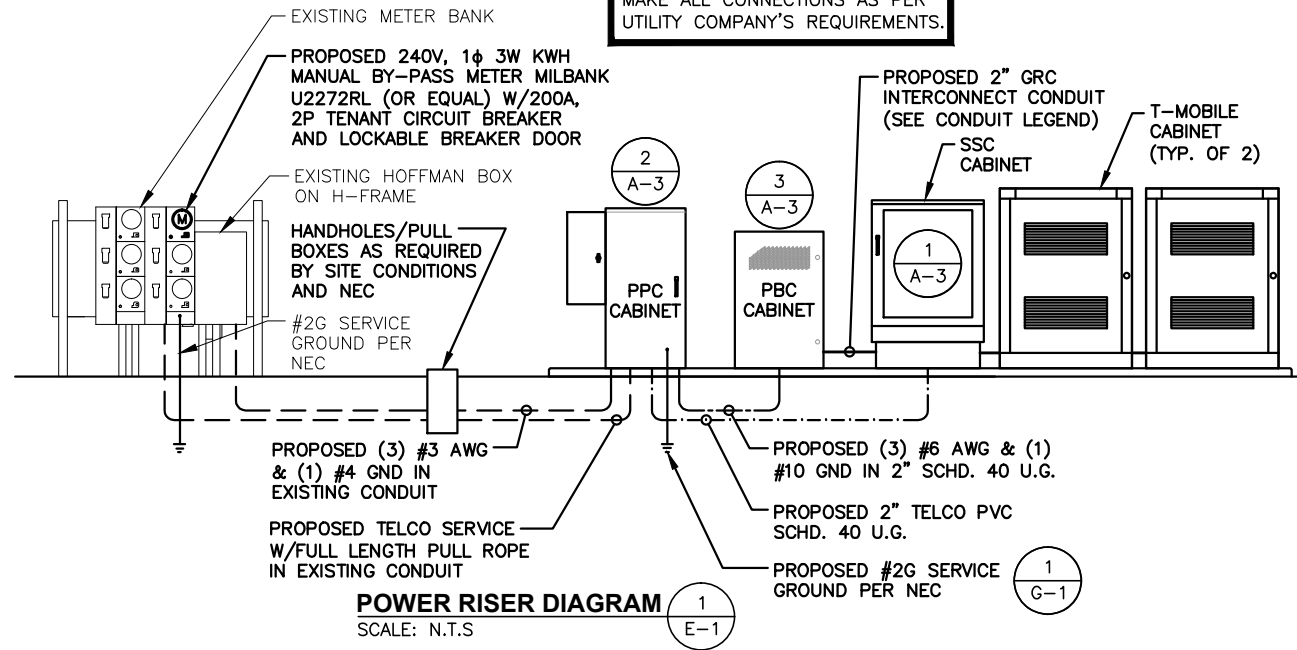 MAKE ALL CONNECTIONS AS PER
UTILITY COMPANY'S REQUIREMENTS.
EXISTING METER BANK
PROPOSED 240V, 1ϕ 3W KWH
MANUAL BY-PASS METER MILBANK
U2272RL (OR EQUAL) W/200A,
2P TENANT CIRCUIT BREAKER
AND LOCKABLE BREAKER DOOR
EXISTING HOFFMAN BOX
ON H-FRAME
HANDHOLES/PULL
BOXES AS REQUIRED
BY SITE CONDITIONS
AND NEC
#2G SERVICE
GROUND PER
NEC
M
2
A-3
3
A-3
PROPOSED 2" GRC
INTERCONNECT CONDUIT
(SEE CONDUIT LEGEND)
SSC
CABINET
T-MOBILE
CABINET
(TYP. OF 2)
PPC
CABINET
PBC
CABINET
1
A-3
PROPOSED (3) #3 AWG
& (1) #4 GND IN
EXISTING CONDUIT
PROPOSED TELCO SERVICE
W/FULL LENGTH PULL ROPE
IN EXISTING CONDUIT
PROPOSED (3) #6 AWG & (1)
#10 GND IN 2" SCHD. 40 U.G.
PROPOSED 2" TELCO PVC
SCHD. 40 U.G.
PROPOSED #2G SERVICE
GROUND PER NEC
1
G-1
POWER RISER DIAGRAM
SCALE: N.T.S
1
E-1